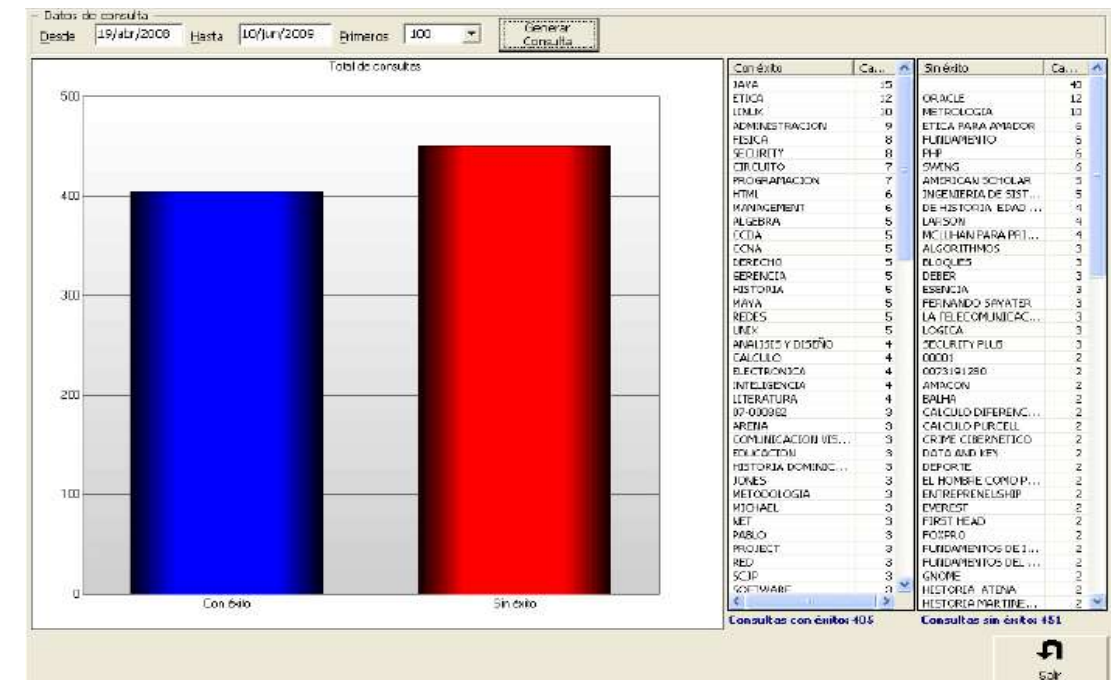 Datos de consulta
Desde 19/abr/2008 Hasta 10/jun/2009 Primeros 100 Generar Consulta
Total de consultas
500
400
300
200
100
0
Con éxito Sin éxito
Con éxito Ca...
JAVA 15
ETICA 12
LINUX 10
ADMINISTRACION 9
FISICA 8
SECURITY 8
CIRCUITO 7
PROGRAMACION 7
HTML 6
MANAGEMENT 6
ALGEBRA 5
CCDA 5
CCNA 5
DERECHO 5
GERENCIA 5
HISTORIA 5
MAYA 5
REDES 5
UNIX 5
ANALISIS Y DISEÑO 4
CALCULO 4
ELECTRONICA 4
INTELIGENCIA 4
LITERATURA 4
07-000982 3
ARENA 3
COMUNICACION VIS... 3
EDUCACION 3
HISTORIA DOMINIC... 3
JONES 3
METODOLOGIA 3
MICHAEL 3
NET 3
PABLO 3
PROJECT 3
RED 3
SCJP 3
SOFTWARE 3
Consultas con éxito: 405
Sin éxito Ca...
40
ORACLE 12
METROLOGIA 10
ETICA PARA AMADOR 6
FUNDAMENTO 6
PHP 6
SWING 6
AMERICAN SCHOLAR 5
INGENIERIA DE SIST... 5
DE HISTORIA EDAD ... 4
LARSON 4
MCLUHAN PARA PRI... 4
ALGORITHMOS 3
BLOQUES 3
DEBER 3
ESENCIA 3
FERNANDO SAVATER 3
LA TELECOMUNICAC... 3
LOGICA 3
SECURITY PLUS 3
00001 2
0073191280 2
AMACON 2
BALHA 2
CALCULO DIFERENC... 2
CALCULO PURCELL 2
CRIME CIBERNETICO 2
DATA AND KEY 2
DEPORTE 2
EL HOMBRE COMO P... 2
ENTREPRENEUSHIP 2
EVEREST 2
FIRST HEAD 2
FOXPRO 2
FUNDAMENTOS DE I... 2
FUNDAMENTOS DEL ... 2
GNOME 2
HISTORIA ATENA 2
HISTORIA MARTINE... 2
Consultas sin éxito: 451
Salir